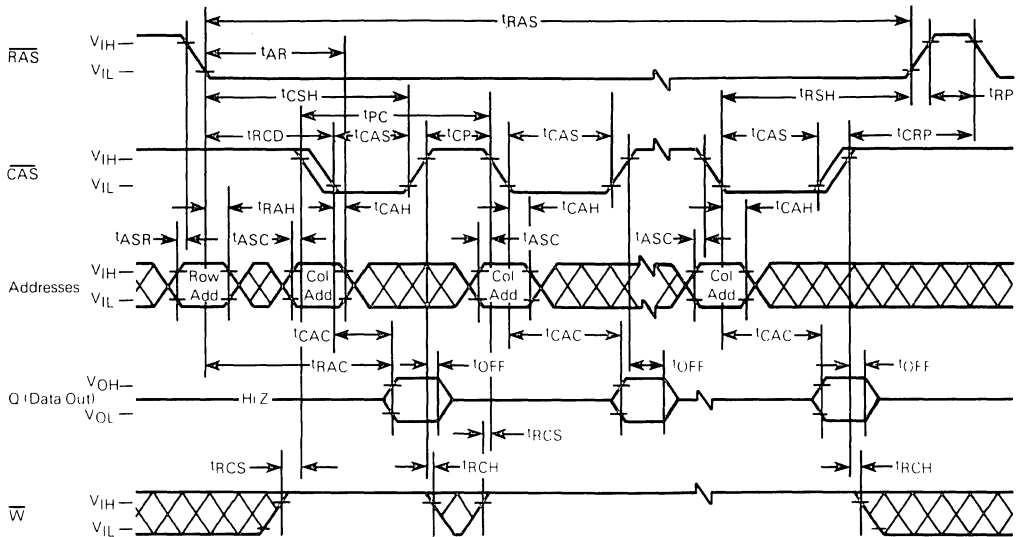 tRAS
RAS VIH VIL
tAR
tCSH tRSH tRP
tPC
tRCD tCAS tCP tCAS tCAS tCRP
CAS VIH VIL
tRAH tCAH tCAH tCAH
tASR tASC tASC tASC
Addresses VIH VIL
Row Add Col Add Col Add Col Add
tCAC tCAC tCAC
tRAC tOFF tOFF tOFF
Q (Data Out) VOH VOL
Hi Z
tRCS
tRCS tRCH tRCH
W VIH VIL